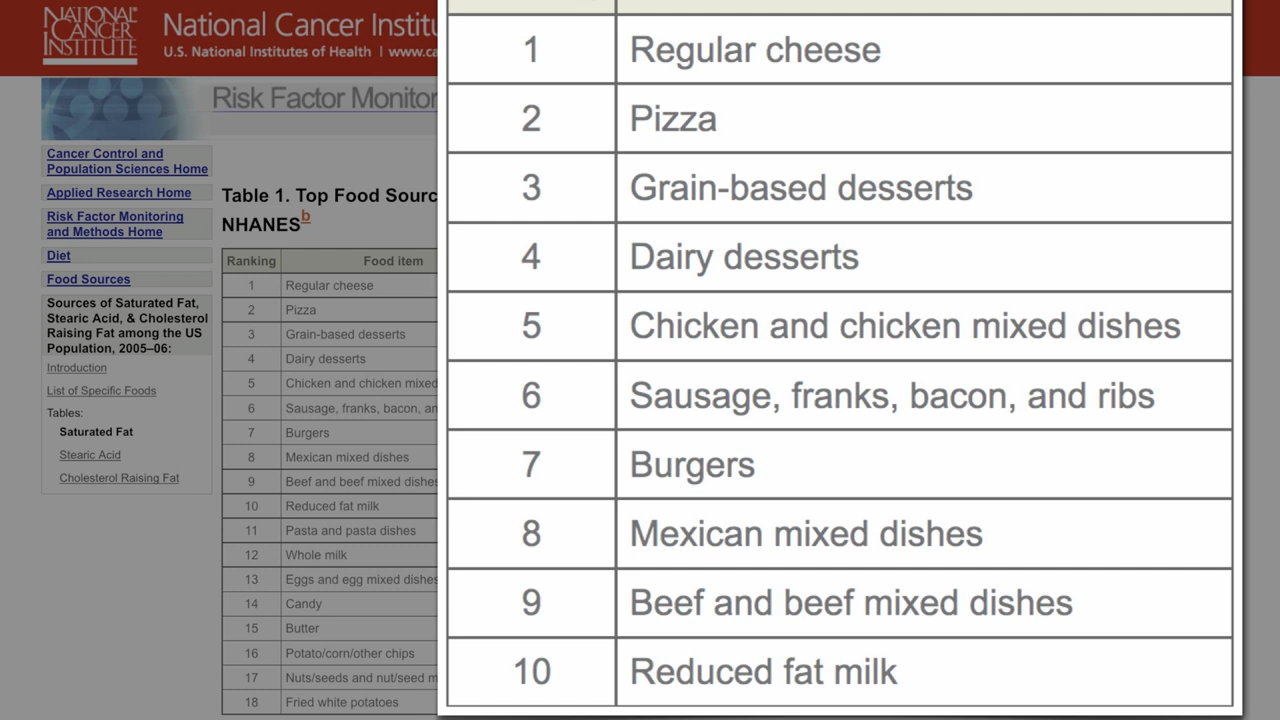 NATIONAL
CANCER
INSTITUTE
National Cancer Institu
U.S. National Institutes of Health | www.ca
Risk Factor Monitor
Cancer Control and
Population Sciences Home
Applied Research Home
Risk Factor Monitoring
and Methods Home
Diet
Food Sources
Sources of Saturated Fat,
Stearic Acid, & Cholesterol
Raising Fat among the US
Population, 2005–06:
Introduction
List of Specific Foods
Tables:
Saturated Fat
Stearic Acid
Cholesterol Raising Fat
Table 1. Top Food Sourc
NHANESb
Ranking Food item
1 Regular cheese
2 Pizza
3 Grain-based desserts
4 Dairy desserts
5 Chicken and chicken mixed
6 Sausage, franks, bacon, an
7 Burgers
8 Mexican mixed dishes
9 Beef and beef mixed dishes
10 Reduced fat milk
11 Pasta and pasta dishes
12 Whole milk
13 Eggs and egg mixed dishes
14 Candy
15 Butter
16 Potato/corn/other chips
17 Nuts/seeds and nut/seed m
18 Fried white potatoes
1 Regular cheese
2 Pizza
3 Grain-based desserts
4 Dairy desserts
5 Chicken and chicken mixed dishes
6 Sausage, franks, bacon, and ribs
7 Burgers
8 Mexican mixed dishes
9 Beef and beef mixed dishes
10 Reduced fat milk